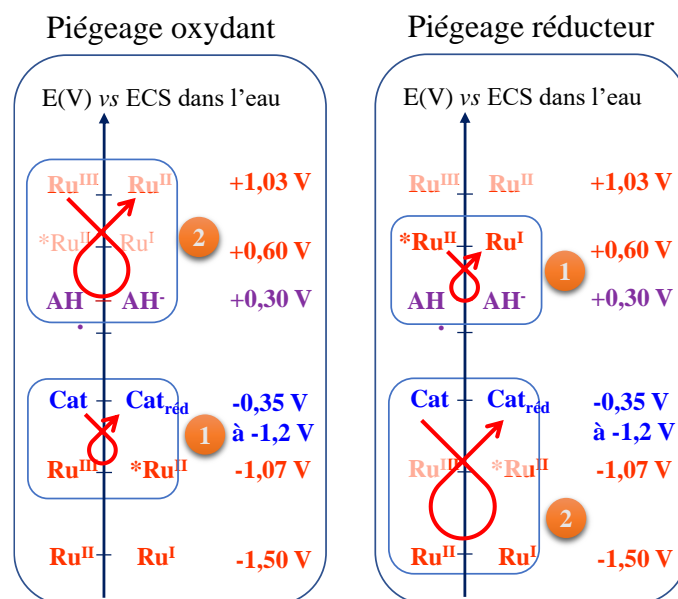 Piégeage oxydant
E(V) vs ECS dans l'eau
Ruᴵᴵᴵ Ruᴵᴵ +1,03 V
*Ruᴵᴵ Ruᴵ +0,60 V
2
AH• AH- +0,30 V
Cat Catréd -0,35 V
à -1,2 V
1
Ruᴵᴵᴵ *Ruᴵᴵ -1,07 V
Ruᴵᴵ Ruᴵ -1,50 V
Piégeage réducteur
E(V) vs ECS dans l'eau
Ruᴵᴵᴵ Ruᴵᴵ +1,03 V
*Ruᴵᴵ Ruᴵ +0,60 V
1
AH• AH- +0,30 V
Cat Catréd -0,35 V
à -1,2 V
Ruᴵᴵᴵ *Ruᴵᴵ -1,07 V
2
Ruᴵᴵ Ruᴵ -1,50 V